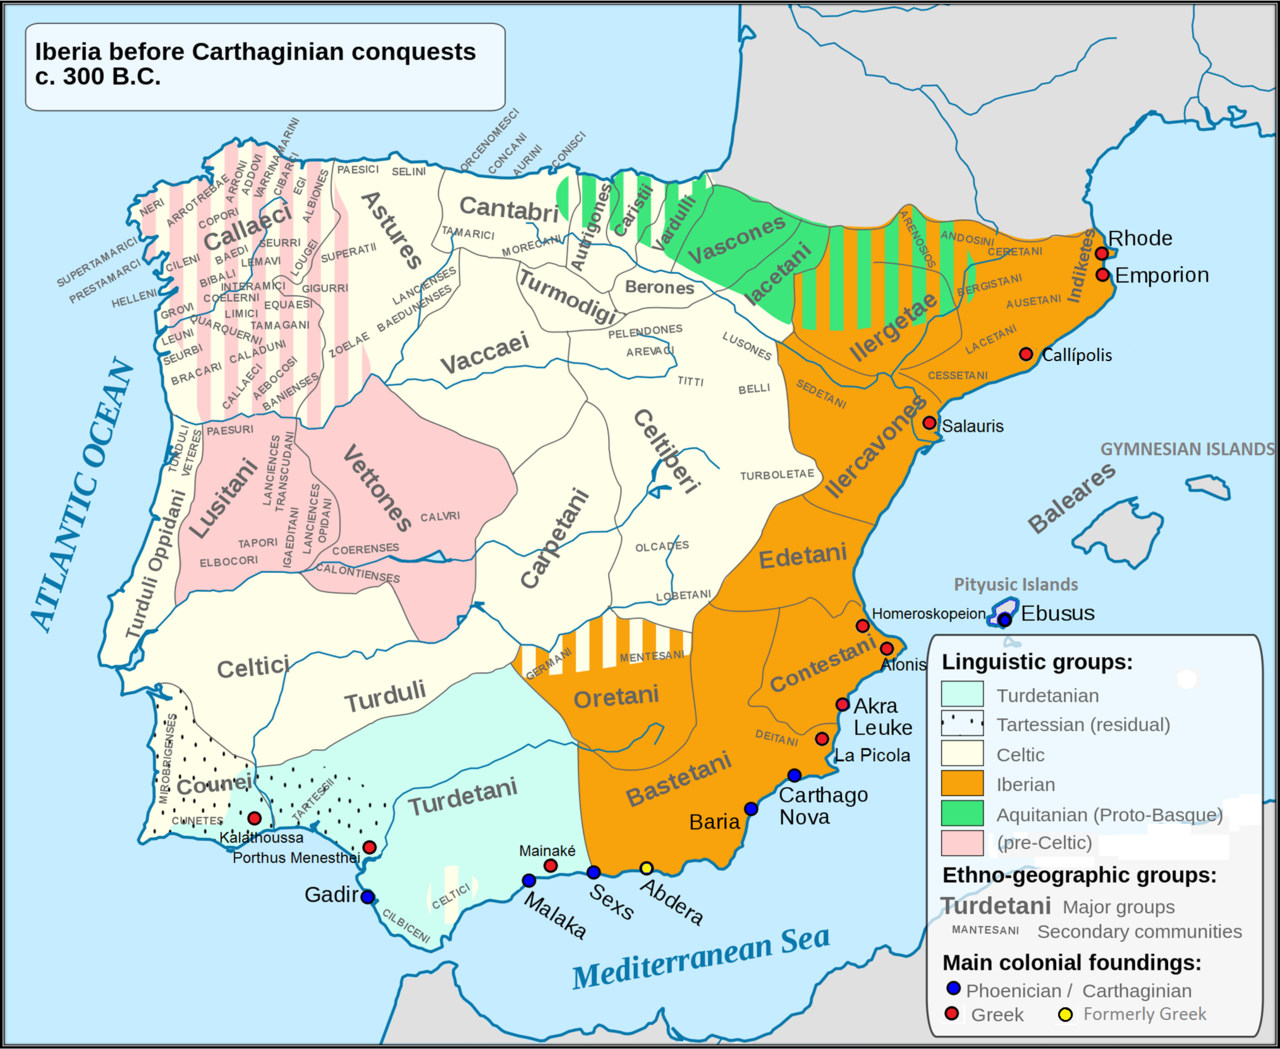 Iberia before Carthaginian conquests
c. 300 B.C.
ORCENOMESCI
CONCANI
AURINI
CONISCI
NERI
ARROTREBAE
ARRONI
ADDOVI
VARRINAMARINI
CIBARCI
EGI
ALBIONES
PAESICI
SELINI
Astures
Cantabri
TAMARICI
MORECANI
Autrigones
Caristii
Vardulli
Vascones
Iacetani
ARENOSIOS
ANDOSINI
CERETANI
Indiketes
Rhode
Emporion
SUPERTAMARICI
PRESTAMARCI
HELLENI
COPORI
Callaeci
CILENI
BAEDI
SEURRI
LEMAVI
LOUGEI
SUPERATII
BIBALI
INTERAMICI
GIGURRI
COELERNI
EQUAESI
GROVI
LIMICI
QUARQUERNI
TAMAGANI
LEUNI
SEURBI
CALADUNI
ZOELAE
BRACARI
CALLAECI
AEBOCOSI
BANIENSES
LANCIENSES
BAEDUNENSES
Turmodigi
Berones
Vaccaei
PELENDONES
AREVACI
LUSONES
TITTI
BELLI
BERGISTANI
AUSETANI
Ilergetae
LACETANI
Callípolis
CESSETANI
SEDETANI
Ilercavones
Salauris
TURDULI
VETERES
PAESURI
Lusitani
LANCIENCES
TRANSCUDANI
Vettones
CALVRI
LANCIENCES
OPIDANI
IGAEDITANI
TAPORI
ELBOCORI
COERENSES
CALONTIENSES
Turduli Oppidani
Celtiberi
TURBOLETAE
Carpetani
OLCADES
LOBETANI
Edetani
GYMNESIAN ISLANDS
Baleares
Pityusic Islands
Ebusus
Homeroskopeion
Alonis
Contestani
Akra
Leuke
La Picola
DEITANI
Carthago
Nova
Baria
GERMANI
MENTESANI
Oretani
Bastetani
Celtici
Turduli
MIROBRIGENSES
Counei
CUNETES
TARTESSII
Turdetani
Kalathoussa
Porthus Menesthei
Gadir
CILBICENI
CELTICI
Mainaké
Malaka
Sexs
Abdera
ATLANTIC OCEAN
Mediterranean Sea
Linguistic groups:
Turdetanian
Tartessian (residual)
Celtic
Iberian
Aquitanian (Proto-Basque)
(pre-Celtic)
Ethno-geographic groups:
Turdetani Major groups
MANTESANI Secondary communities
Main colonial foundings:
Phoenician / Carthaginian
Greek Formerly Greek